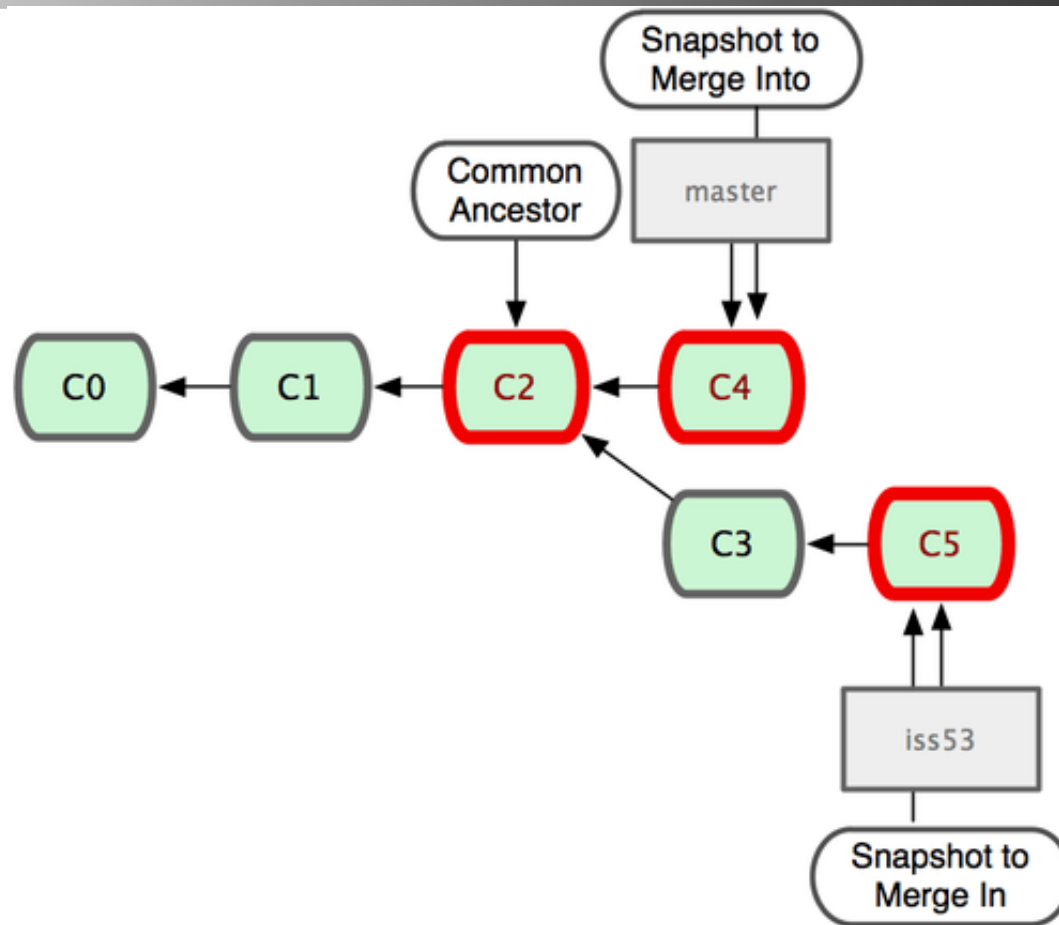 Snapshot to
Merge Into
Common
Ancestor
master
C0
C1
C2
C4
C3
C5
iss53
Snapshot to
Merge In